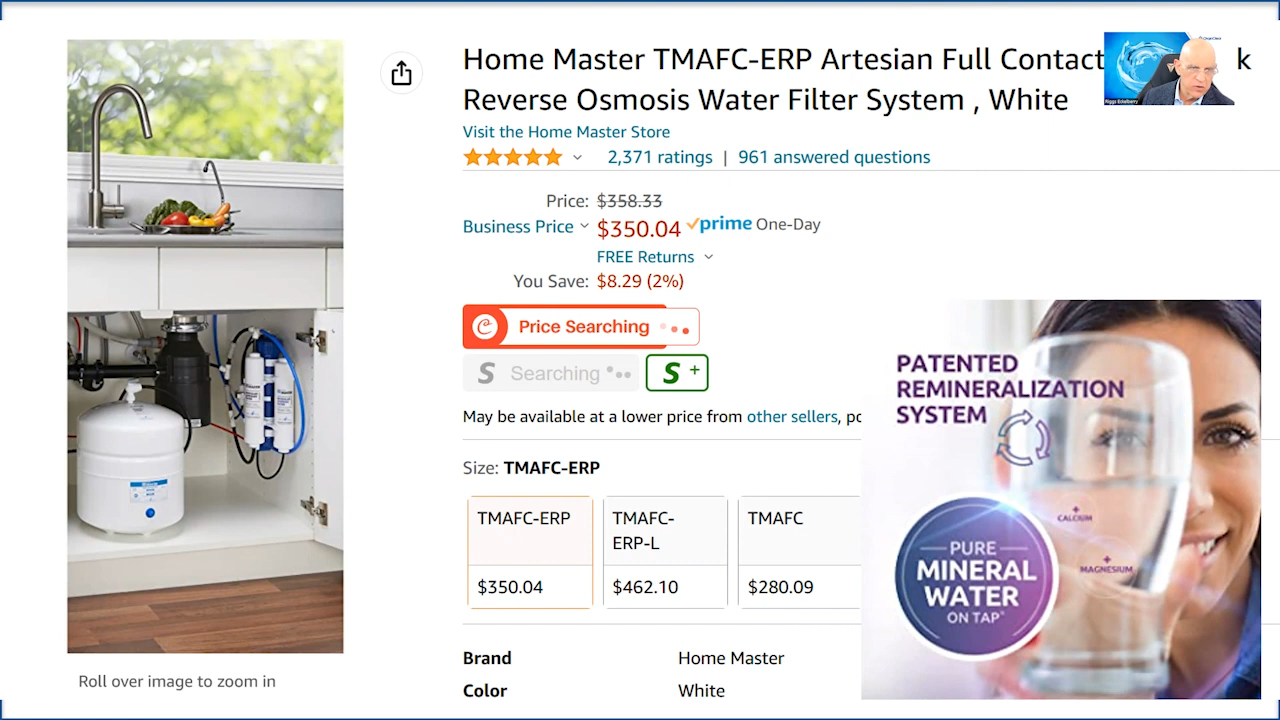 Home Master TMAFC-ERP Artesian Full Contact k
Reverse Osmosis Water Filter System , White
Visit the Home Master Store
2,371 ratings | 961 answered questions
Price: $358.33
Business Price $350.04 prime One-Day
FREE Returns
You Save: $8.29 (2%)
Price Searching
S Searching S +
May be available at a lower price from other sellers, po
Size: TMAFC-ERP
TMAFC-ERP
$350.04
TMAFC-
ERP-L
$462.10
TMAFC
$280.09
Brand Home Master
Color White
Roll over image to zoom in
Riggs Eckelberry
PATENTED
REMINERALIZATION
SYSTEM
+
CALCIUM
+
MAGNESIUM
PURE
MINERAL
WATER
ON TAP